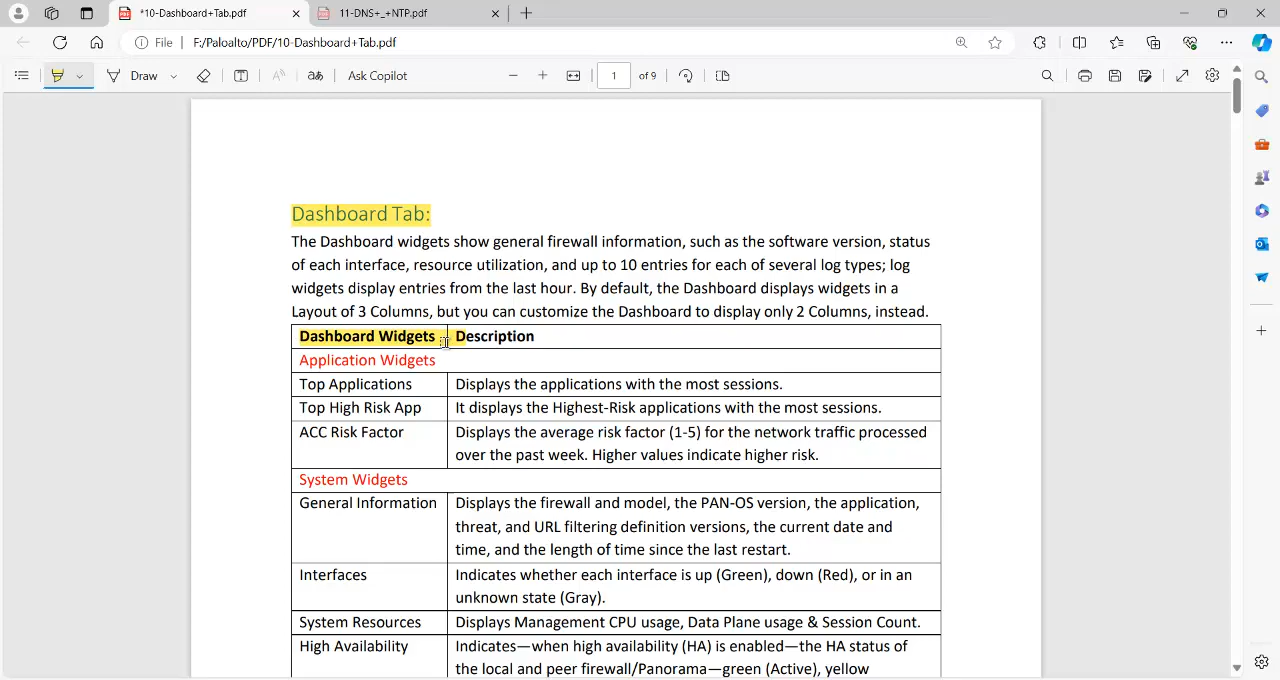 *10-Dashboard+Tab.pdf
11-DNS+_+NTP.pdf
File | F:/Paloalto/PDF/10-Dashboard+Tab.pdf
Draw
Ask Copilot
1 of 9
Dashboard Tab:
The Dashboard widgets show general firewall information, such as the software version, status
of each interface, resource utilization, and up to 10 entries for each of several log types; log
widgets display entries from the last hour. By default, the Dashboard displays widgets in a
Layout of 3 Columns, but you can customize the Dashboard to display only 2 Columns, instead.
Dashboard Widgets Description
Application Widgets
Top Applications Displays the applications with the most sessions.
Top High Risk App It displays the Highest-Risk applications with the most sessions.
ACC Risk Factor Displays the average risk factor (1-5) for the network traffic processed
over the past week. Higher values indicate higher risk.
System Widgets
General Information Displays the firewall and model, the PAN-OS version, the application,
threat, and URL filtering definition versions, the current date and
time, and the length of time since the last restart.
Interfaces Indicates whether each interface is up (Green), down (Red), or in an
unknown state (Gray).
System Resources Displays Management CPU usage, Data Plane usage & Session Count.
High Availability Indicates—when high availability (HA) is enabled—the HA status of
the local and peer firewall/Panorama—green (Active), yellow